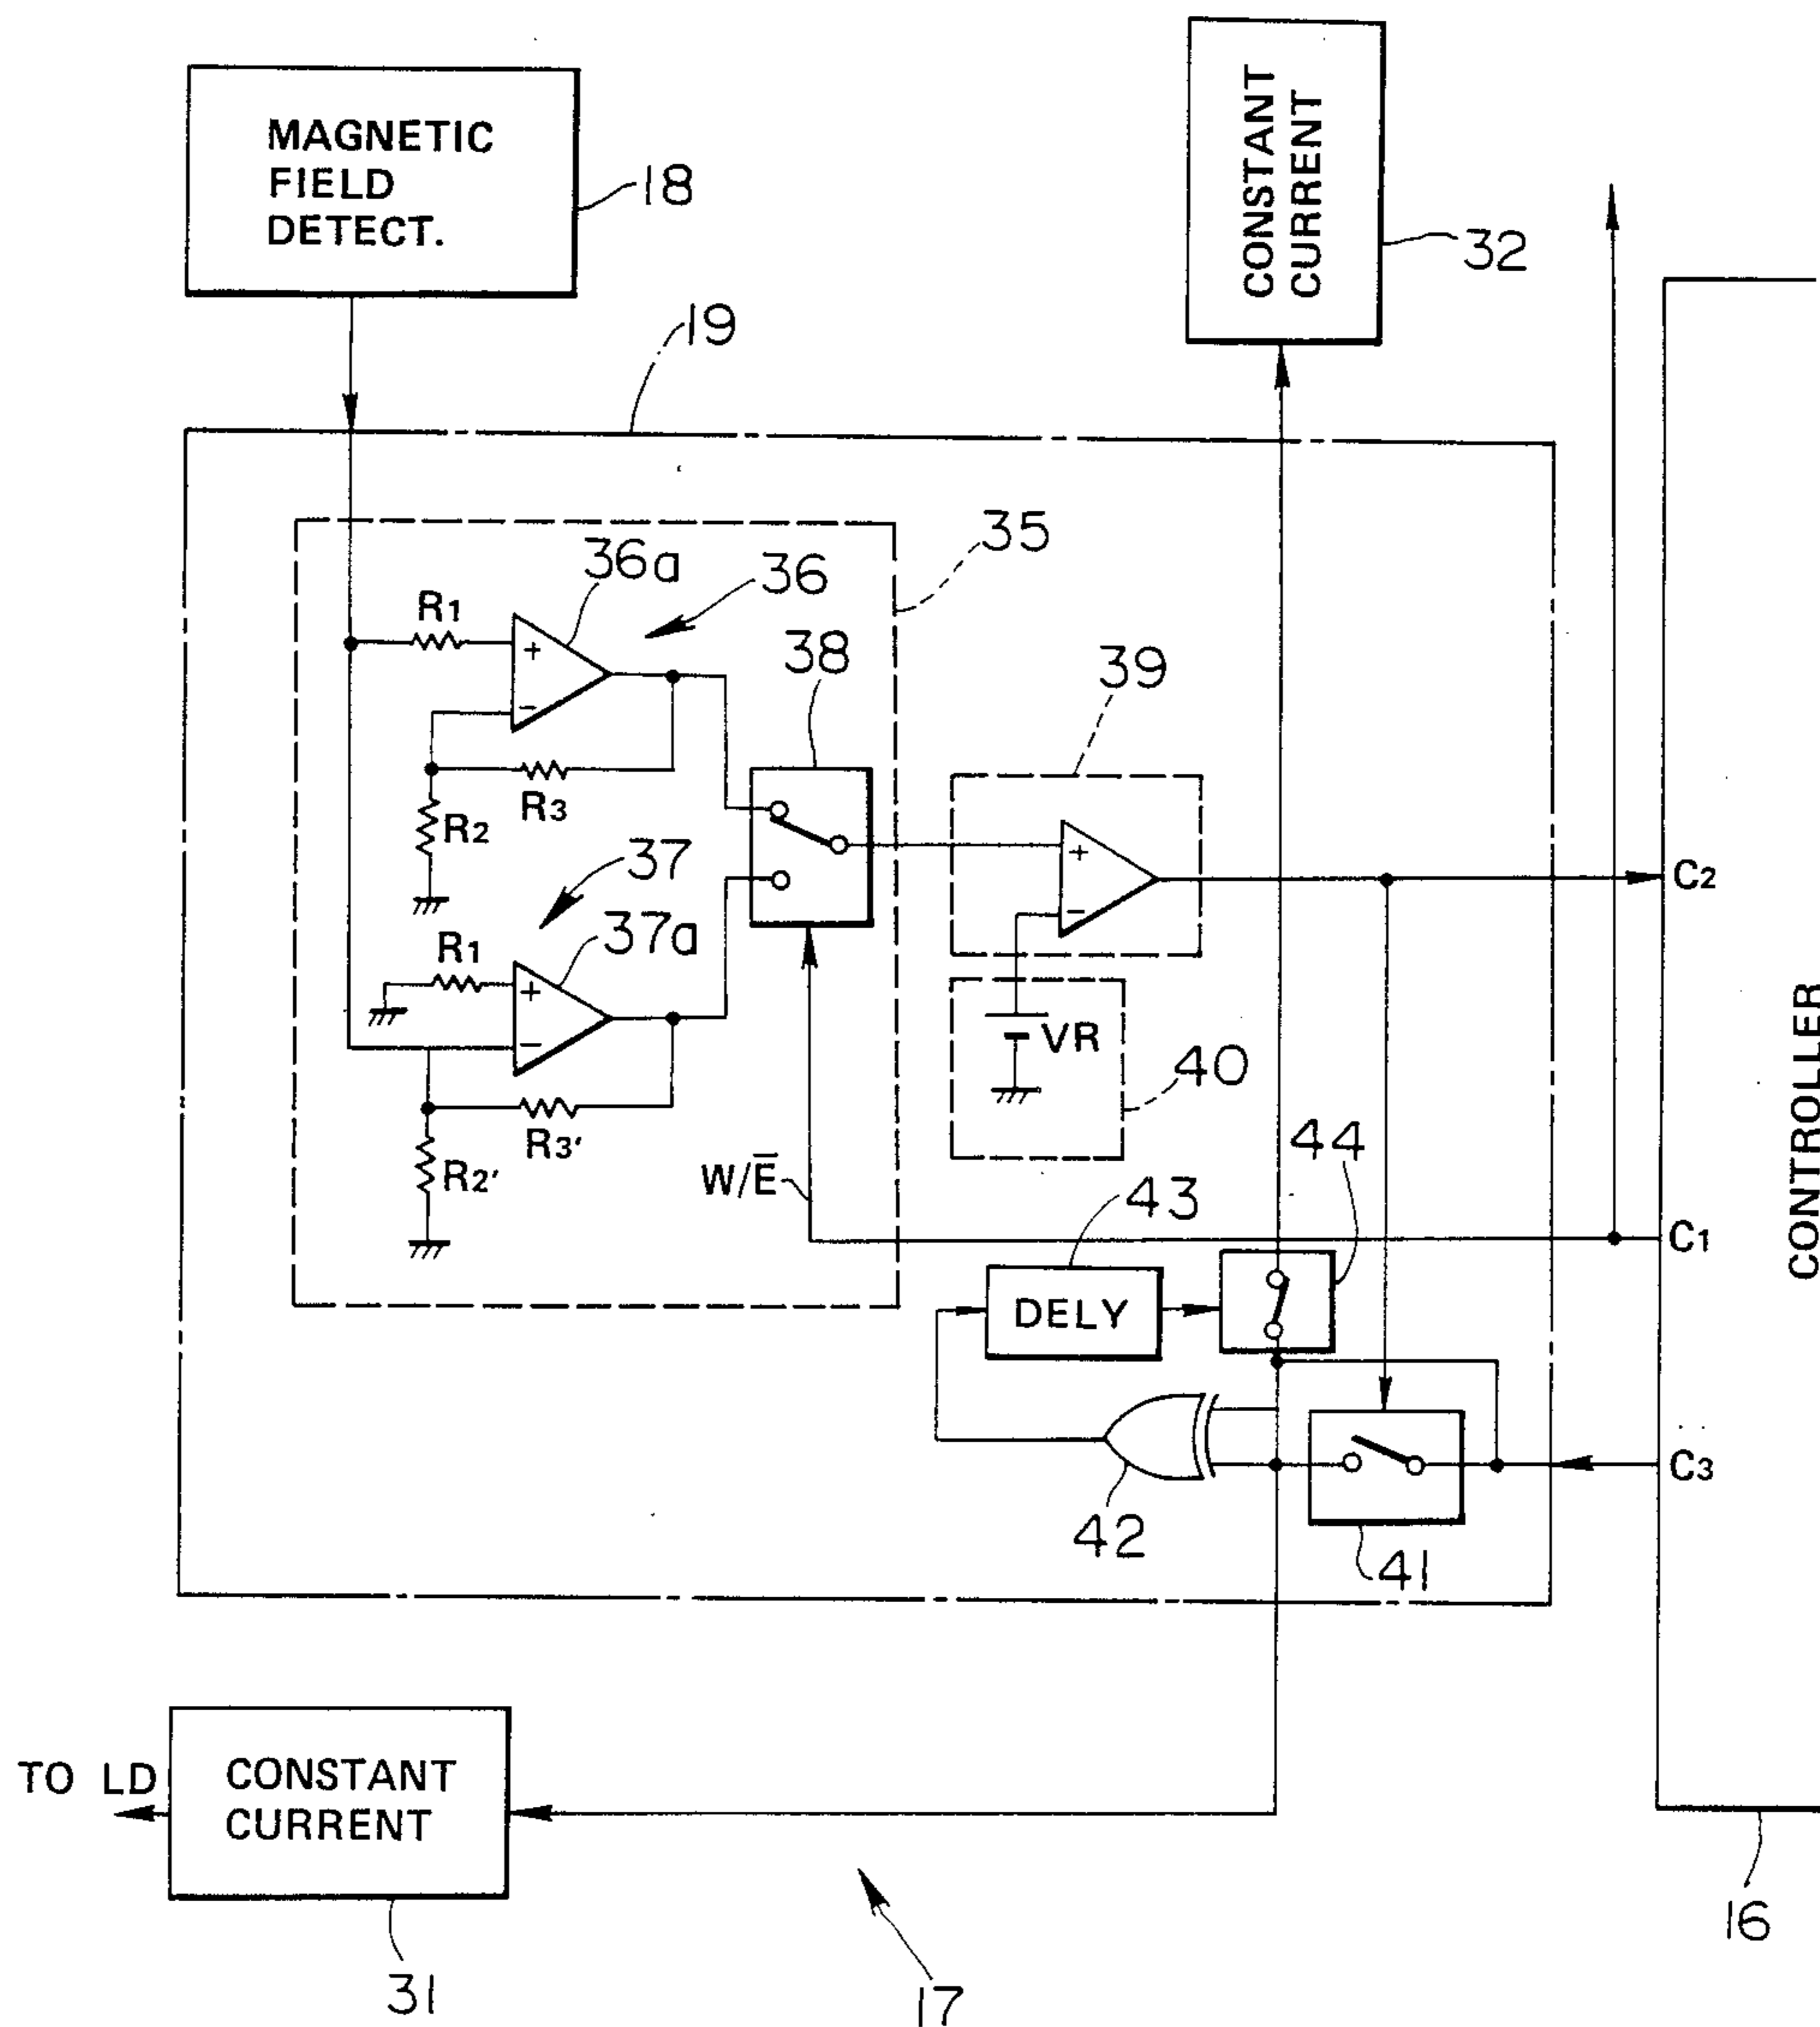 MAGNETIC
FIELD
DETECT.
18
CONSTANT
CURRENT
32
19
35
36a
36
R1
+
−
R3
R2
38
39
+
−
37
37a
R1
+
−
R3'
R2'
VR
40
W/E̅
C2
C1
C3
CONTROLLER
44
43
DELY
42
41
TO LD
CONSTANT
CURRENT
31
17
16